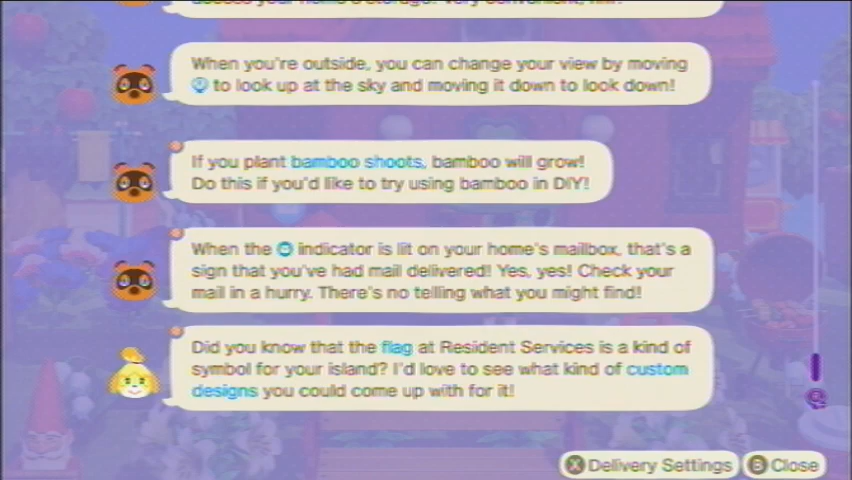 When you're outside, you can change your view by moving
to look up at the sky and moving it down to look down!
If you plant bamboo shoots, bamboo will grow!
Do this if you'd like to try using bamboo in DIY!
When the indicator is lit on your home's mailbox, that's a
sign that you've had mail delivered! Yes, yes! Check your
mail in a hurry. There's no telling what you might find!
Did you know that the flag at Resident Services is a kind of
symbol for your island? I'd love to see what kind of custom
designs you could come up with for it!
X Delivery Settings B Close